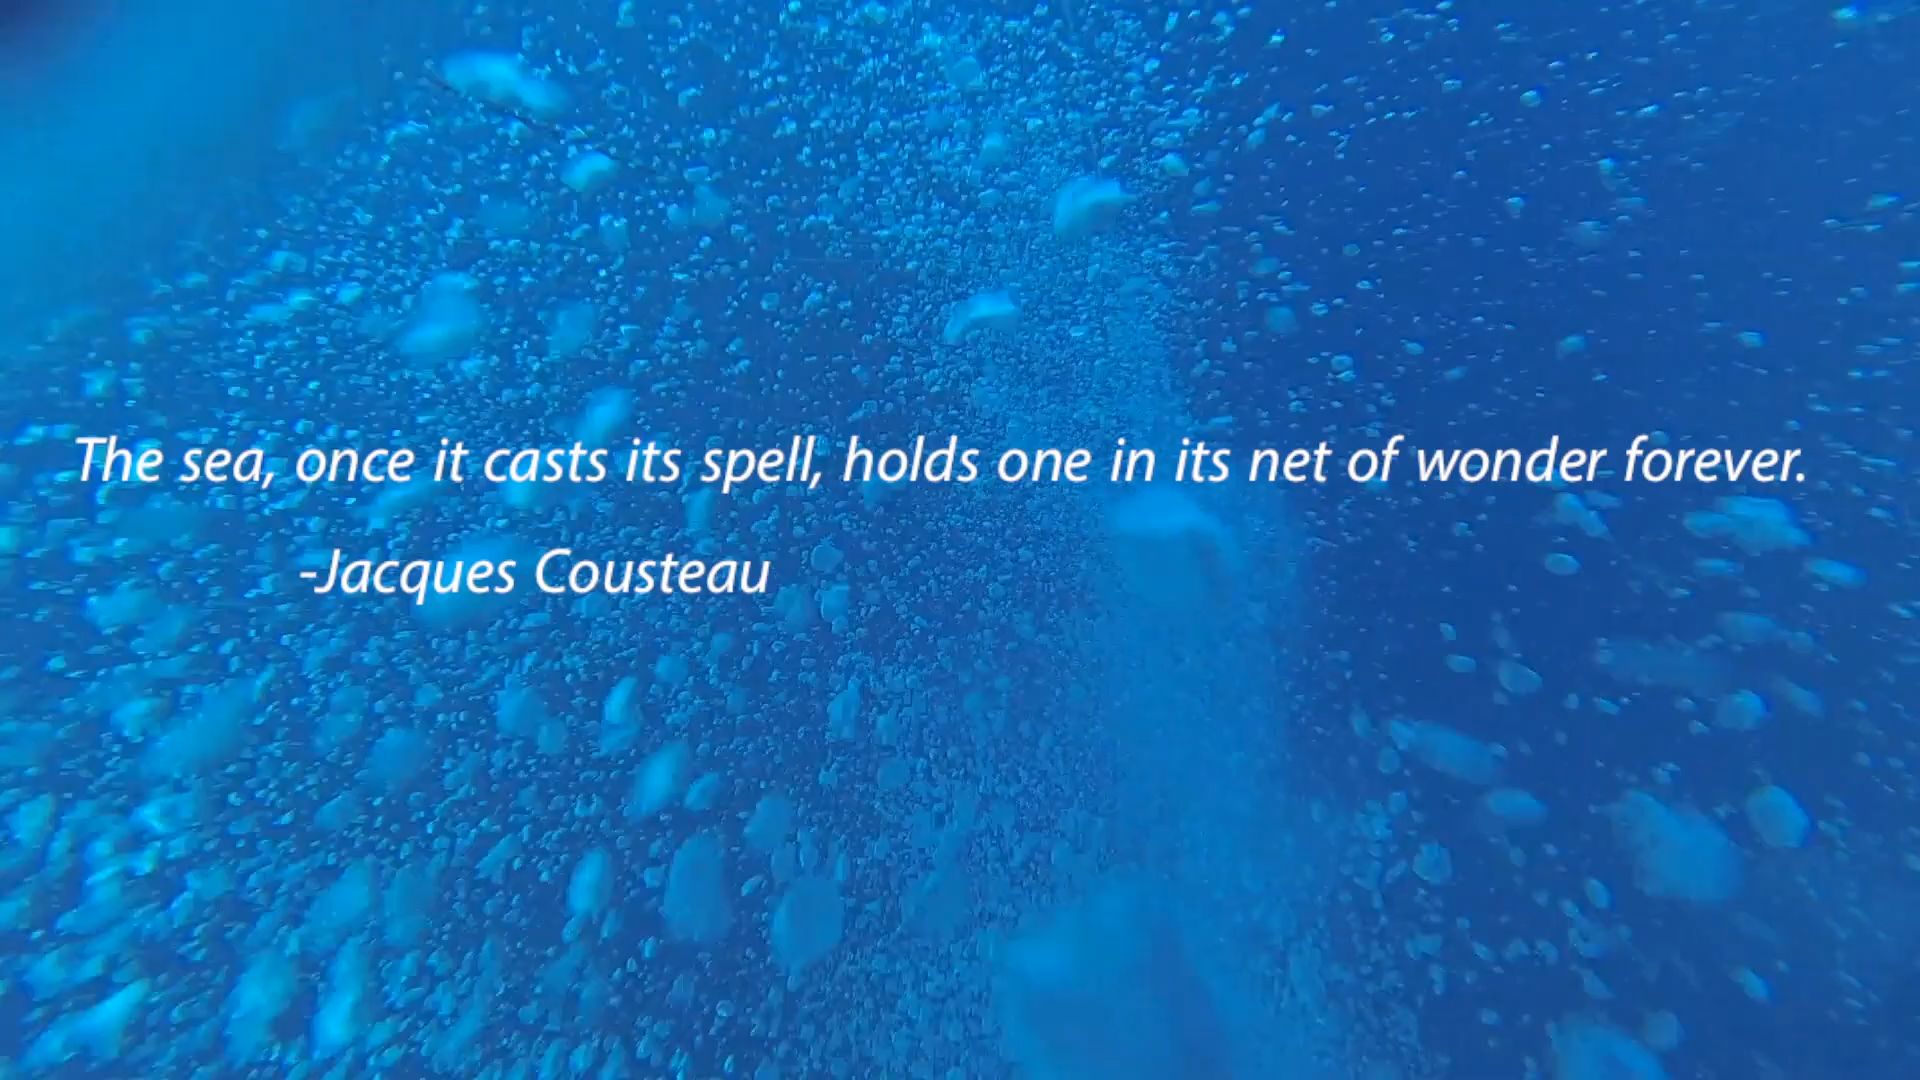 The sea, once it casts its spell, holds one in its net of wonder forever.
-Jacques Cousteau